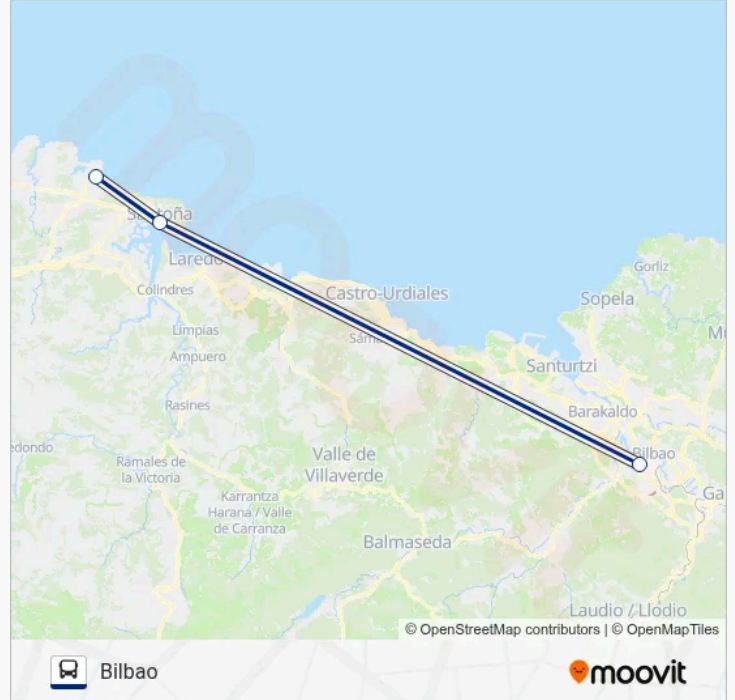 Gorliz
Santoña
Laredo
Colindres
Castro-Urdiales
Sopela
Limpias
Ampuero
Santurtzi
Rasines
Barakaldo
Bilbao
Valle de
Villaverde
Ramales de
la Victoria
Karrantza
Harana / Valle
de Carranza
Ga
Balmaseda
Laudio / Llodio
© OpenStreetMap contributors | © OpenMapTiles
Bilbao
moovit